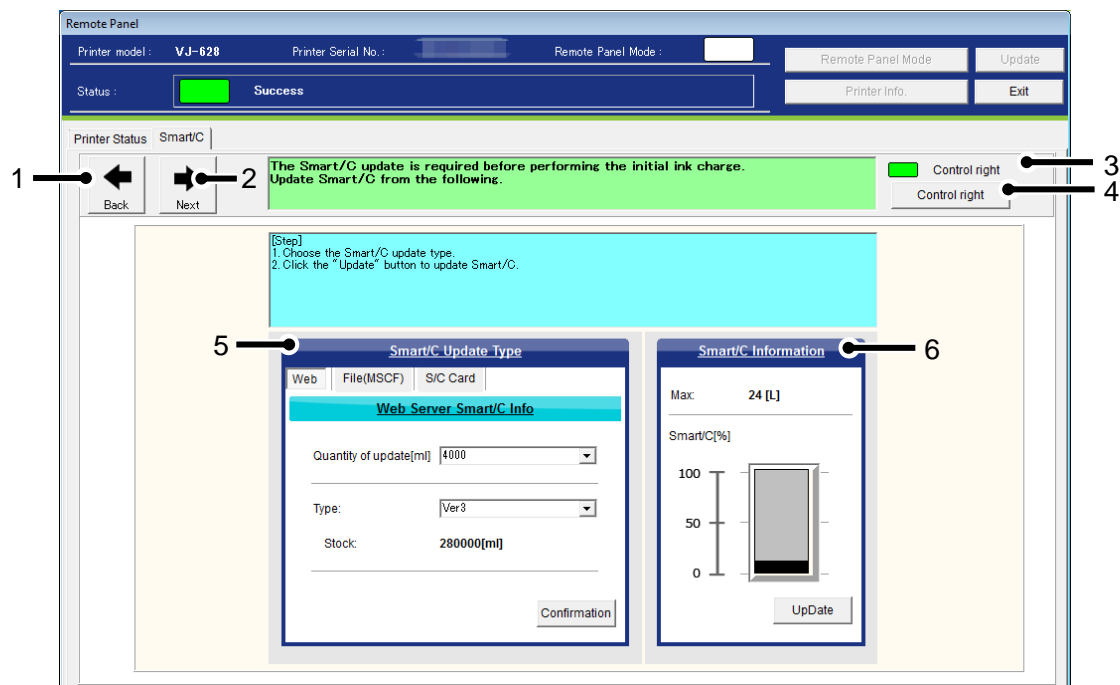 Remote Panel
Printer model : VJ-628 Printer Serial No. : Remote Panel Mode :
Remote Panel Mode Update
Status : Success
Printer Info. Exit
Printer Status Smart/C
1 Back
Next 2
The Smart/C update is required before performing the initial ink charge.
Update Smart/C from the following.
Control right 3
Control right 4
[Step]
1. Choose the Smart/C update type.
2. Click the "Update" button to update Smart/C.
5
Smart/C Update Type
Web File(MSCF) S/C Card
Web Server Smart/C Info
Quantity of update[ml] 4000
Type: Ver3
Stock: 280000[ml]
Confirmation
Smart/C Information 6
Max: 24 [L]
Smart/C[%]
100
50
0
UpDate